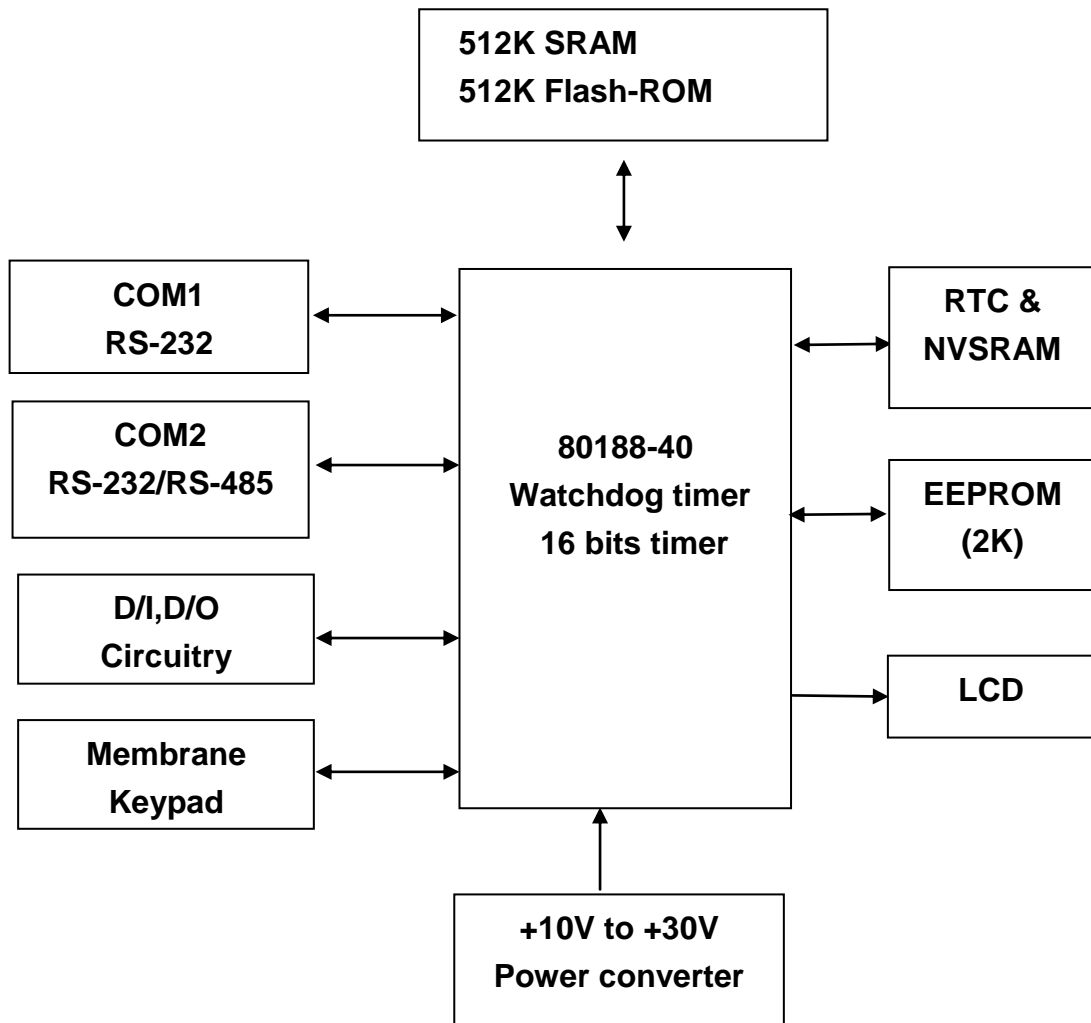 512K SRAM
512K Flash-ROM
COM1
RS-232
COM2
RS-232/RS-485
D/I,D/O
Circuitry
Membrane
Keypad
80188-40
Watchdog timer
16 bits timer
RTC &
NVSRAM
EEPROM
(2K)
LCD
+10V to +30V
Power converter